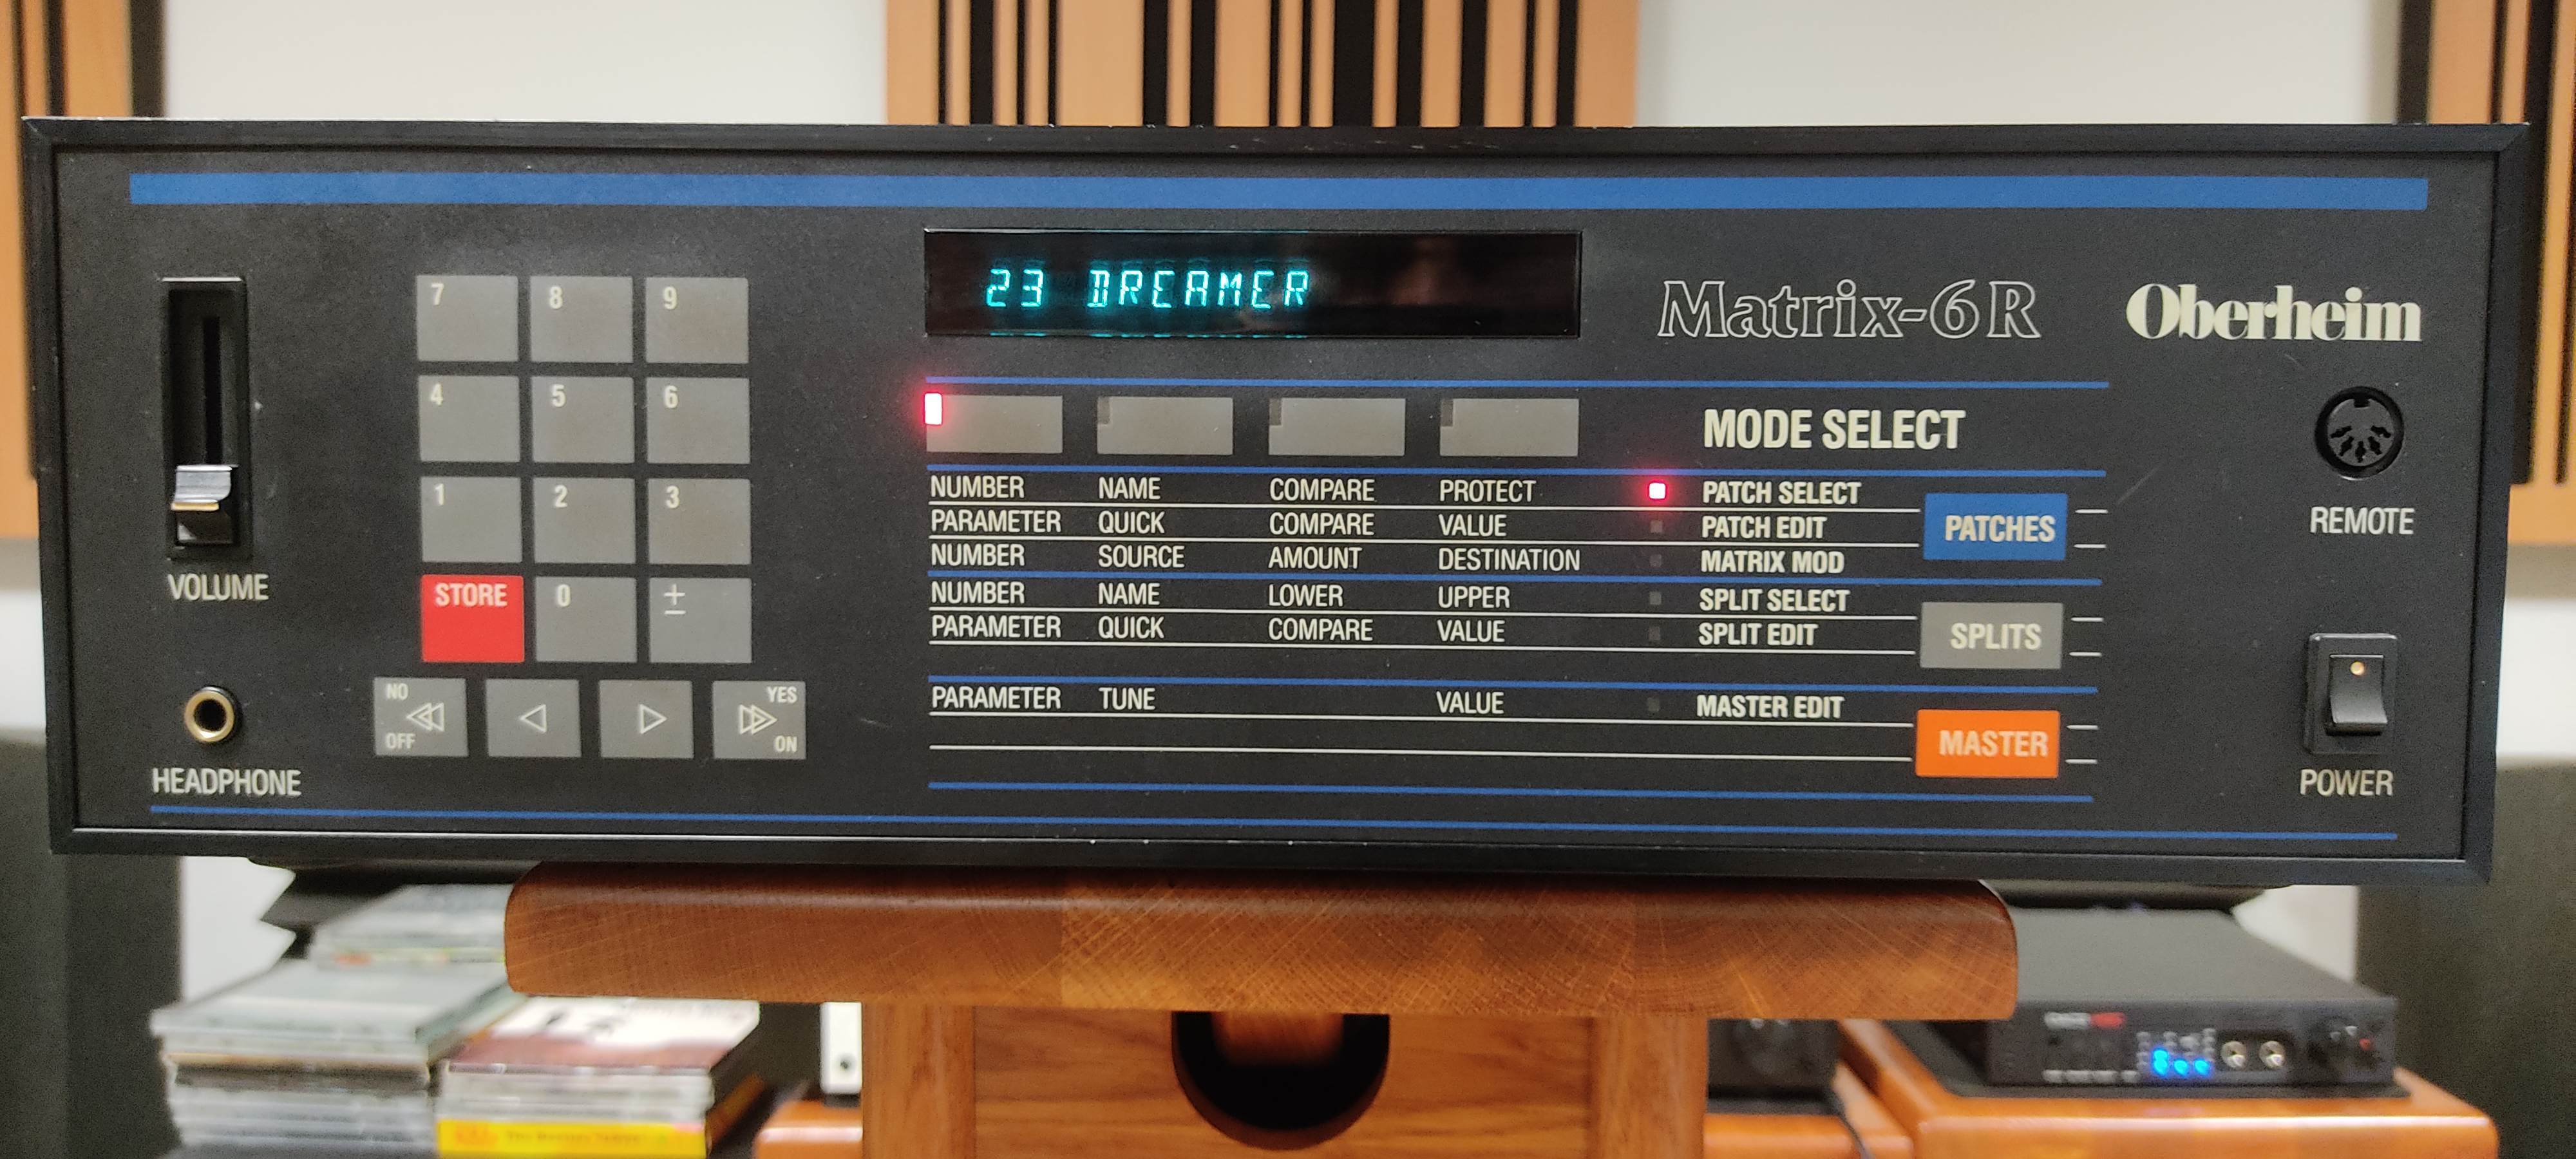 23 DREAMER
Matrix-6R
Oberheim
7 8 9
4 5 6
1 2 3
STORE 0 ±
NO YES
OFF ON
VOLUME
HEADPHONE
MODE SELECT
NUMBER NAME COMPARE PROTECT PATCH SELECT
PARAMETER QUICK COMPARE VALUE PATCH EDIT
PATCHES
NUMBER SOURCE AMOUNT DESTINATION MATRIX MOD
NUMBER NAME LOWER UPPER SPLIT SELECT
PARAMETER QUICK COMPARE VALUE SPLIT EDIT
SPLITS
PARAMETER TUNE VALUE MASTER EDIT
MASTER
REMOTE
POWER